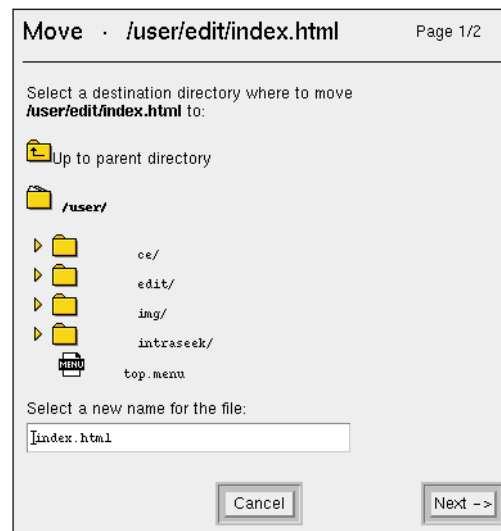 Move · /user/edit/index.html Page 1/2
Select a destination directory where to move
/user/edit/index.html to:
Up to parent directory
/user/
ce/
edit/
img/
intraseek/
MENU top.menu
Select a new name for the file:
index.html
Cancel Next ->